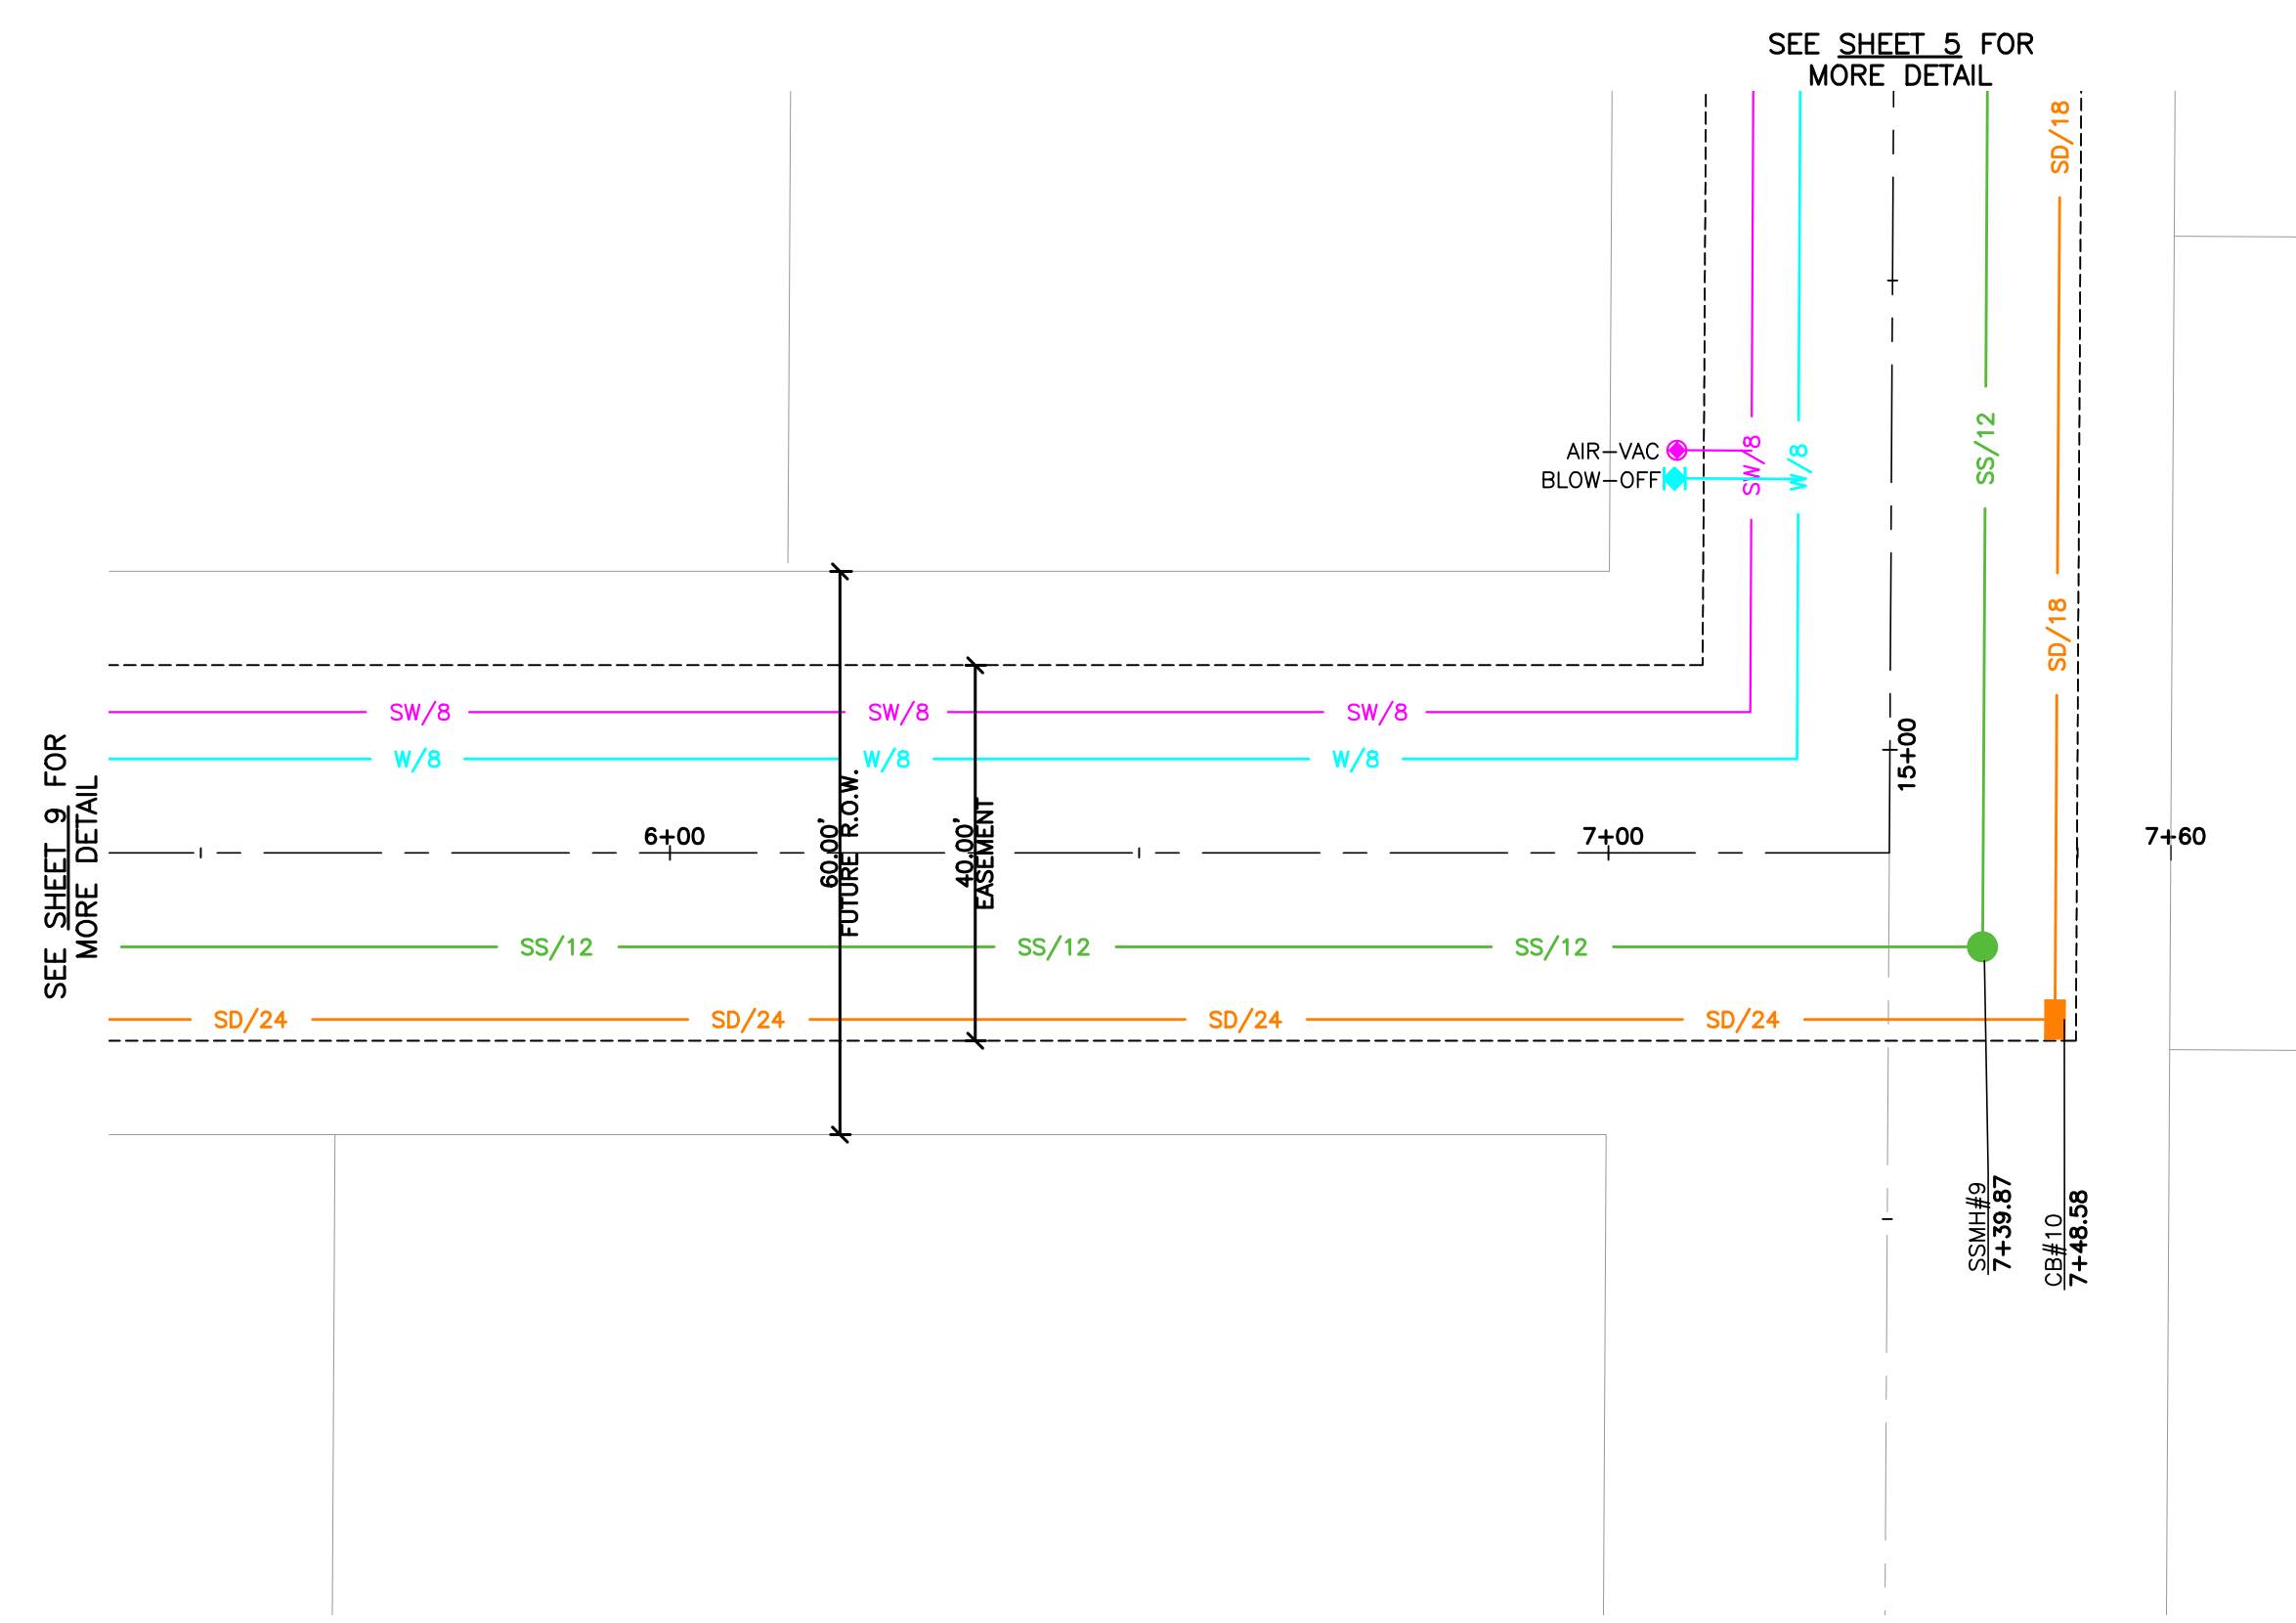 SEE SHEET 5 FOR
MORE DETAIL
SD/18
SS/12
AIR-VAC
SW/8
W/8
BLOW-OFF
SD/18
SW/8
SW/8
SW/8
W/8
W/8
W/8
15+00
SEE SHEET 9 FOR
MORE DETAIL
6+00
60.00'
FUTURE R.O.W.
40.00'
EASEMENT
7+00
7+60
SS/12
SS/12
SS/12
SD/24
SD/24
SD/24
SD/24
SSMH#9
7+39.87
CB#10
7+48.58